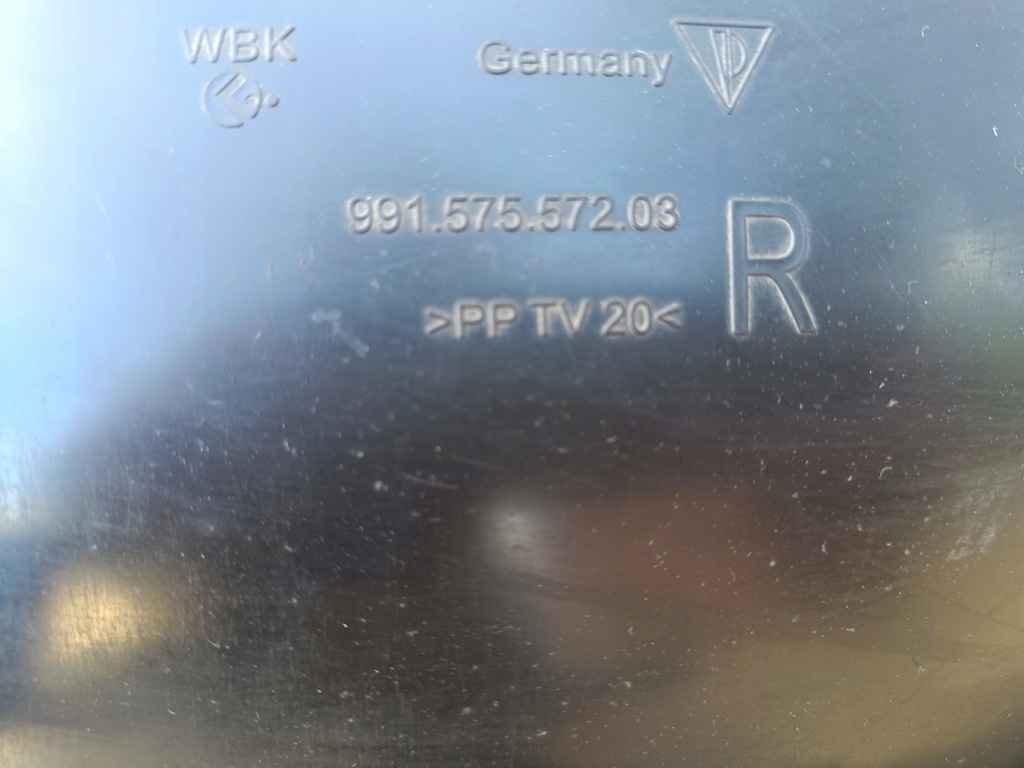 WBK
Germany
991.575.572.03
R
>PP TV 20<